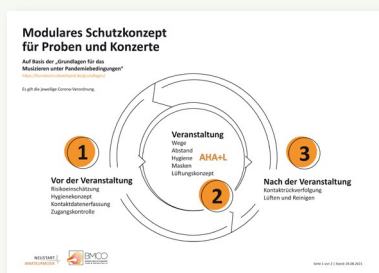 Modulares Schutzkonzept
für Proben und Konzerte
Auf Basis der „Grundlagen für das
Musizieren unter Pandemiebedingungen“
Es gilt die jeweilige Corona-Verordnung.
1
Vor der Veranstaltung
Risikoeinschätzung
Hygienekonzept
Kontaktdatenerfassung
Zugangskontrolle
Veranstaltung
Wege
Abstand
Hygiene AHA+L
Masken
Lüftungskonzept
2
3
Nach der Veranstaltung
Kontaktrückverfolgung
Lüften und Reinigen
NEUSTART
AMATEURMUSIK
BMCO